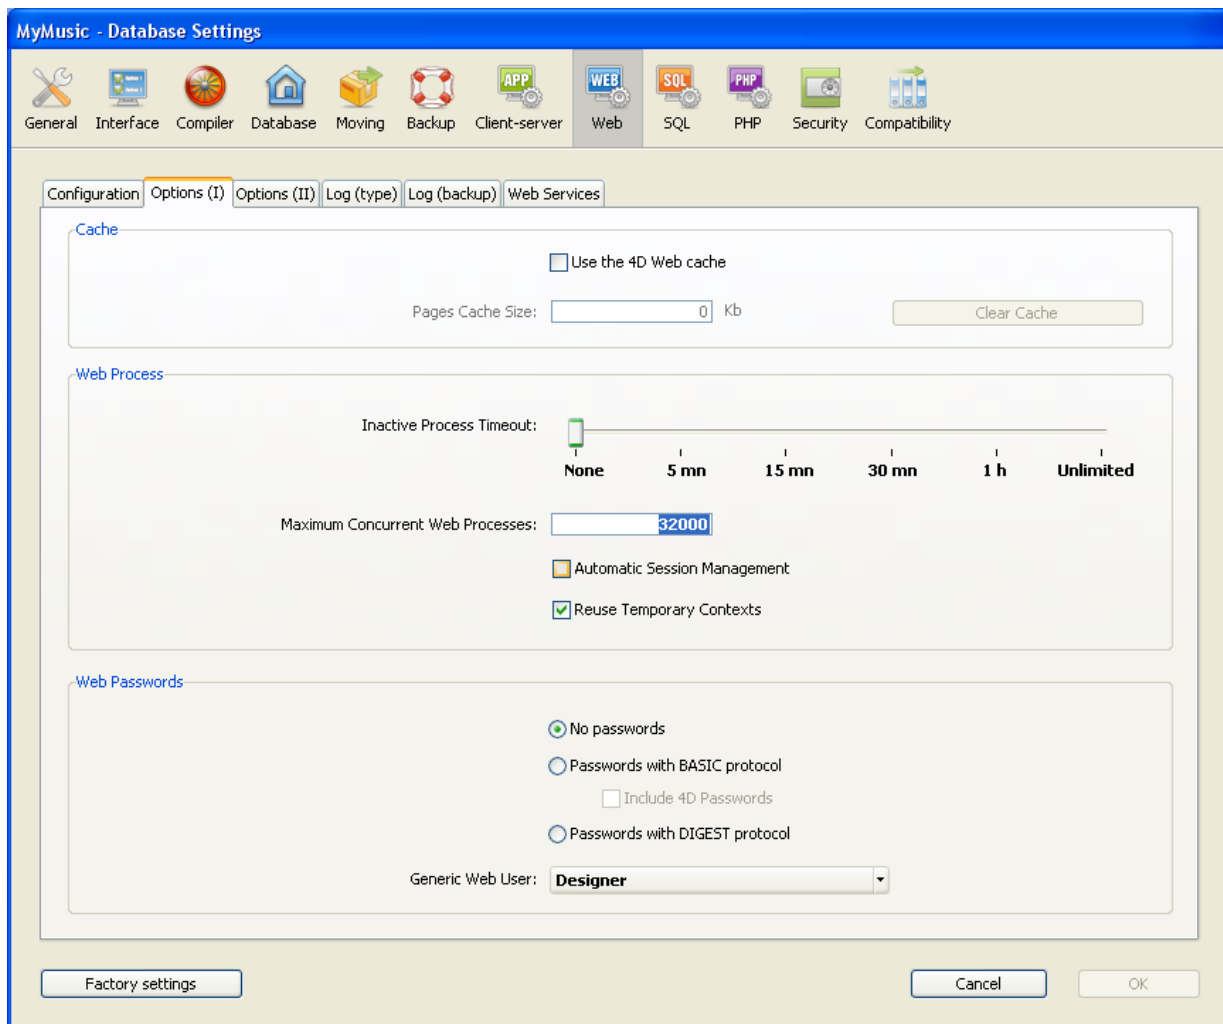 MyMusic - Database Settings
APP WEB SQL PHP
General Interface Compiler Database Moving Backup Client-server Web SQL PHP Security Compatibility
Configuration Options (I) Options (II) Log (type) Log (backup) Web Services
Cache
Use the 4D Web cache
Pages Cache Size: 0 Kb Clear Cache
Web Process
Inactive Process Timeout:
None 5 mn 15 mn 30 mn 1 h Unlimited
Maximum Concurrent Web Processes: 32000
Automatic Session Management
Reuse Temporary Contexts
Web Passwords
No passwords
Passwords with BASIC protocol
Include 4D Passwords
Passwords with DIGEST protocol
Generic Web User: Designer
Factory settings Cancel OK